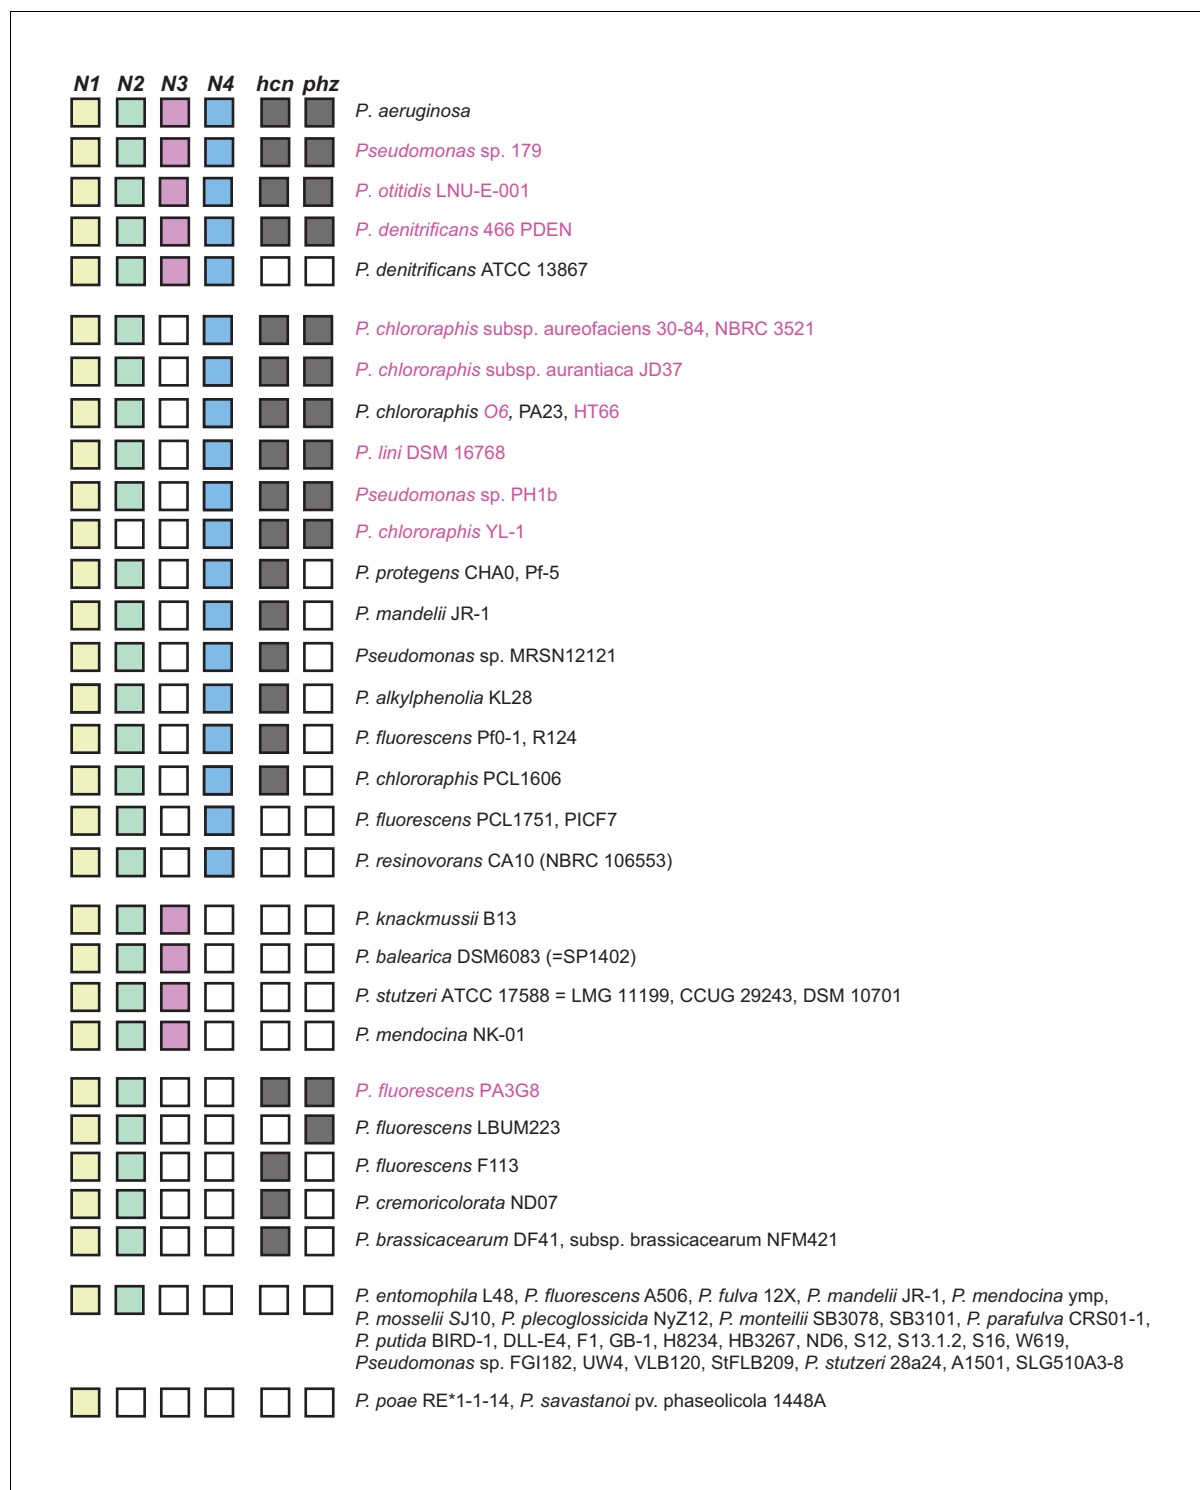 N1 N2 N3 N4 hcn phz
P. aeruginosa
Pseudomonas sp. 179
P. otitidis LNU-E-001
P. denitrificans 466 PDEN
P. denitrificans ATCC 13867
P. chlororaphis subsp. aureofaciens 30-84, NBRC 3521
P. chlororaphis subsp. aurantiaca JD37
P. chlororaphis O6, PA23, HT66
P. lini DSM 16768
Pseudomonas sp. PH1b
P. chlororaphis YL-1
P. protegens CHA0, Pf-5
P. mandelii JR-1
Pseudomonas sp. MRSN12121
P. alkylphenolia KL28
P. fluorescens Pf0-1, R124
P. chlororaphis PCL1606
P. fluorescens PCL1751, PICF7
P. resinovorans CA10 (NBRC 106553)
P. knackmussii B13
P. balearica DSM6083 (=SP1402)
P. stutzeri ATCC 17588 = LMG 11199, CCUG 29243, DSM 10701
P. mendocina NK-01
P. fluorescens PA3G8
P. fluorescens LBUM223
P. fluorescens F113
P. cremoricolorata ND07
P. brassicacearum DF41, subsp. brassicacearum NFM421
P. entomophila L48, P. fluorescens A506, P. fulva 12X, P. mandelii JR-1, P. mendocina ymp,
P. mosselii SJ10, P. plecoglossicida NyZ12, P. monteilii SB3078, SB3101, P. parafulva CRS01-1,
P. putida BIRD-1, DLL-E4, F1, GB-1, H8234, HB3267, ND6, S12, S13.1.2, S16, W619,
Pseudomonas sp. FGI182, UW4, VLB120, StFLB209, P. stutzeri 28a24, A1501, SLG510A3-8
P. poae RE*1-1-14, P. savastanoi pv. phaseolicola 1448A